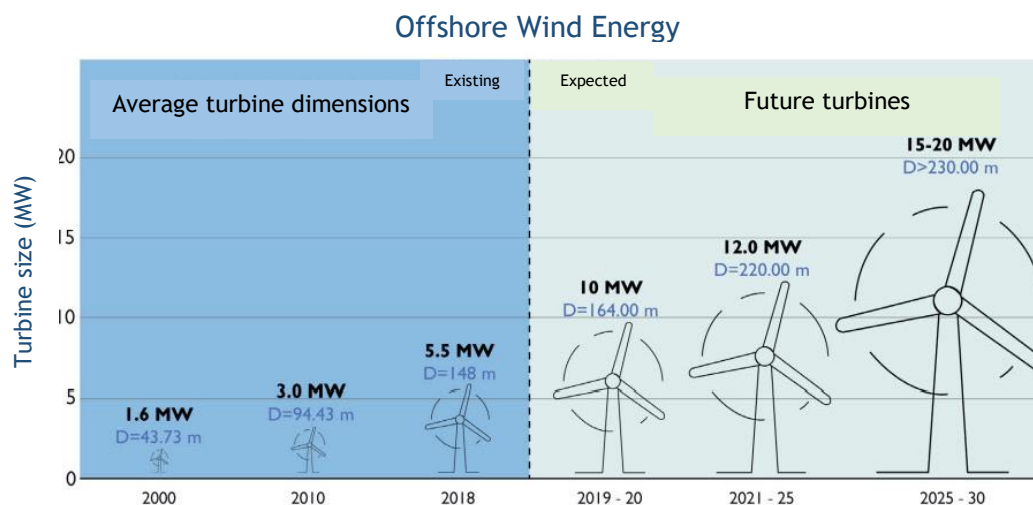 Offshore Wind Energy
Average turbine dimensions
Existing
Expected
Future turbines
Turbine size (MW)
20
15
10
5
0
1.6 MW
D=43.73 m
3.0 MW
D=94.43 m
5.5 MW
D=148 m
10 MW
D=164.00 m
12.0 MW
D=220.00 m
15-20 MW
D>230.00 m
2000
2010
2018
2019 - 20
2021 - 25
2025 - 30